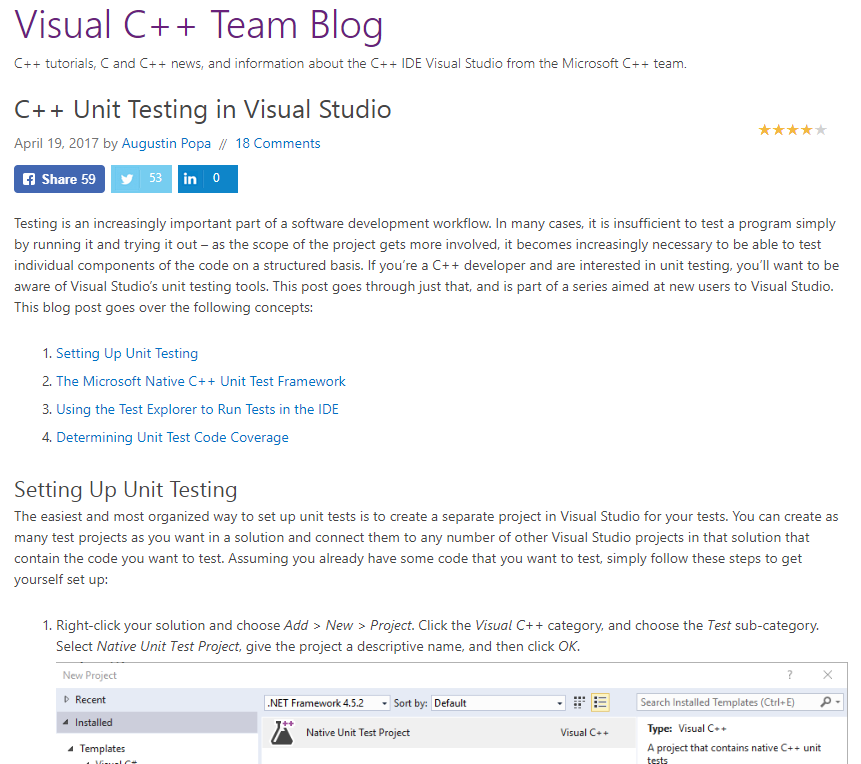 Visual C++ Team Blog
C++ tutorials, C and C++ news, and information about the C++ IDE Visual Studio from the Microsoft C++ team.
C++ Unit Testing in Visual Studio
April 19, 2017 by Augustin Popa // 18 Comments
Share 59 53 in 0
Testing is an increasingly important part of a software development workflow. In many cases, it is insufficient to test a program simply
by running it and trying it out – as the scope of the project gets more involved, it becomes increasingly necessary to be able to test
individual components of the code on a structured basis. If you’re a C++ developer and are interested in unit testing, you’ll want to be
aware of Visual Studio’s unit testing tools. This post goes through just that, and is part of a series aimed at new users to Visual Studio.
This blog post goes over the following concepts:
1. Setting Up Unit Testing
2. The Microsoft Native C++ Unit Test Framework
3. Using the Test Explorer to Run Tests in the IDE
4. Determining Unit Test Code Coverage
Setting Up Unit Testing
The easiest and most organized way to set up unit tests is to create a separate project in Visual Studio for your tests. You can create as
many test projects as you want in a solution and connect them to any number of other Visual Studio projects in that solution that
contain the code you want to test. Assuming you already have some code that you want to test, simply follow these steps to get
yourself set up:
1. Right-click your solution and choose Add > New > Project. Click the Visual C++ category, and choose the Test sub-category.
Select Native Unit Test Project, give the project a descriptive name, and then click OK.
New Project ?
Recent
.NET Framework 4.5.2 Sort by: Default
Search Installed Templates (Ctrl+E)
Installed
Native Unit Test Project Visual C++
Type: Visual C++
Templates
A project that contains native C++ unit
tests
Visual C#